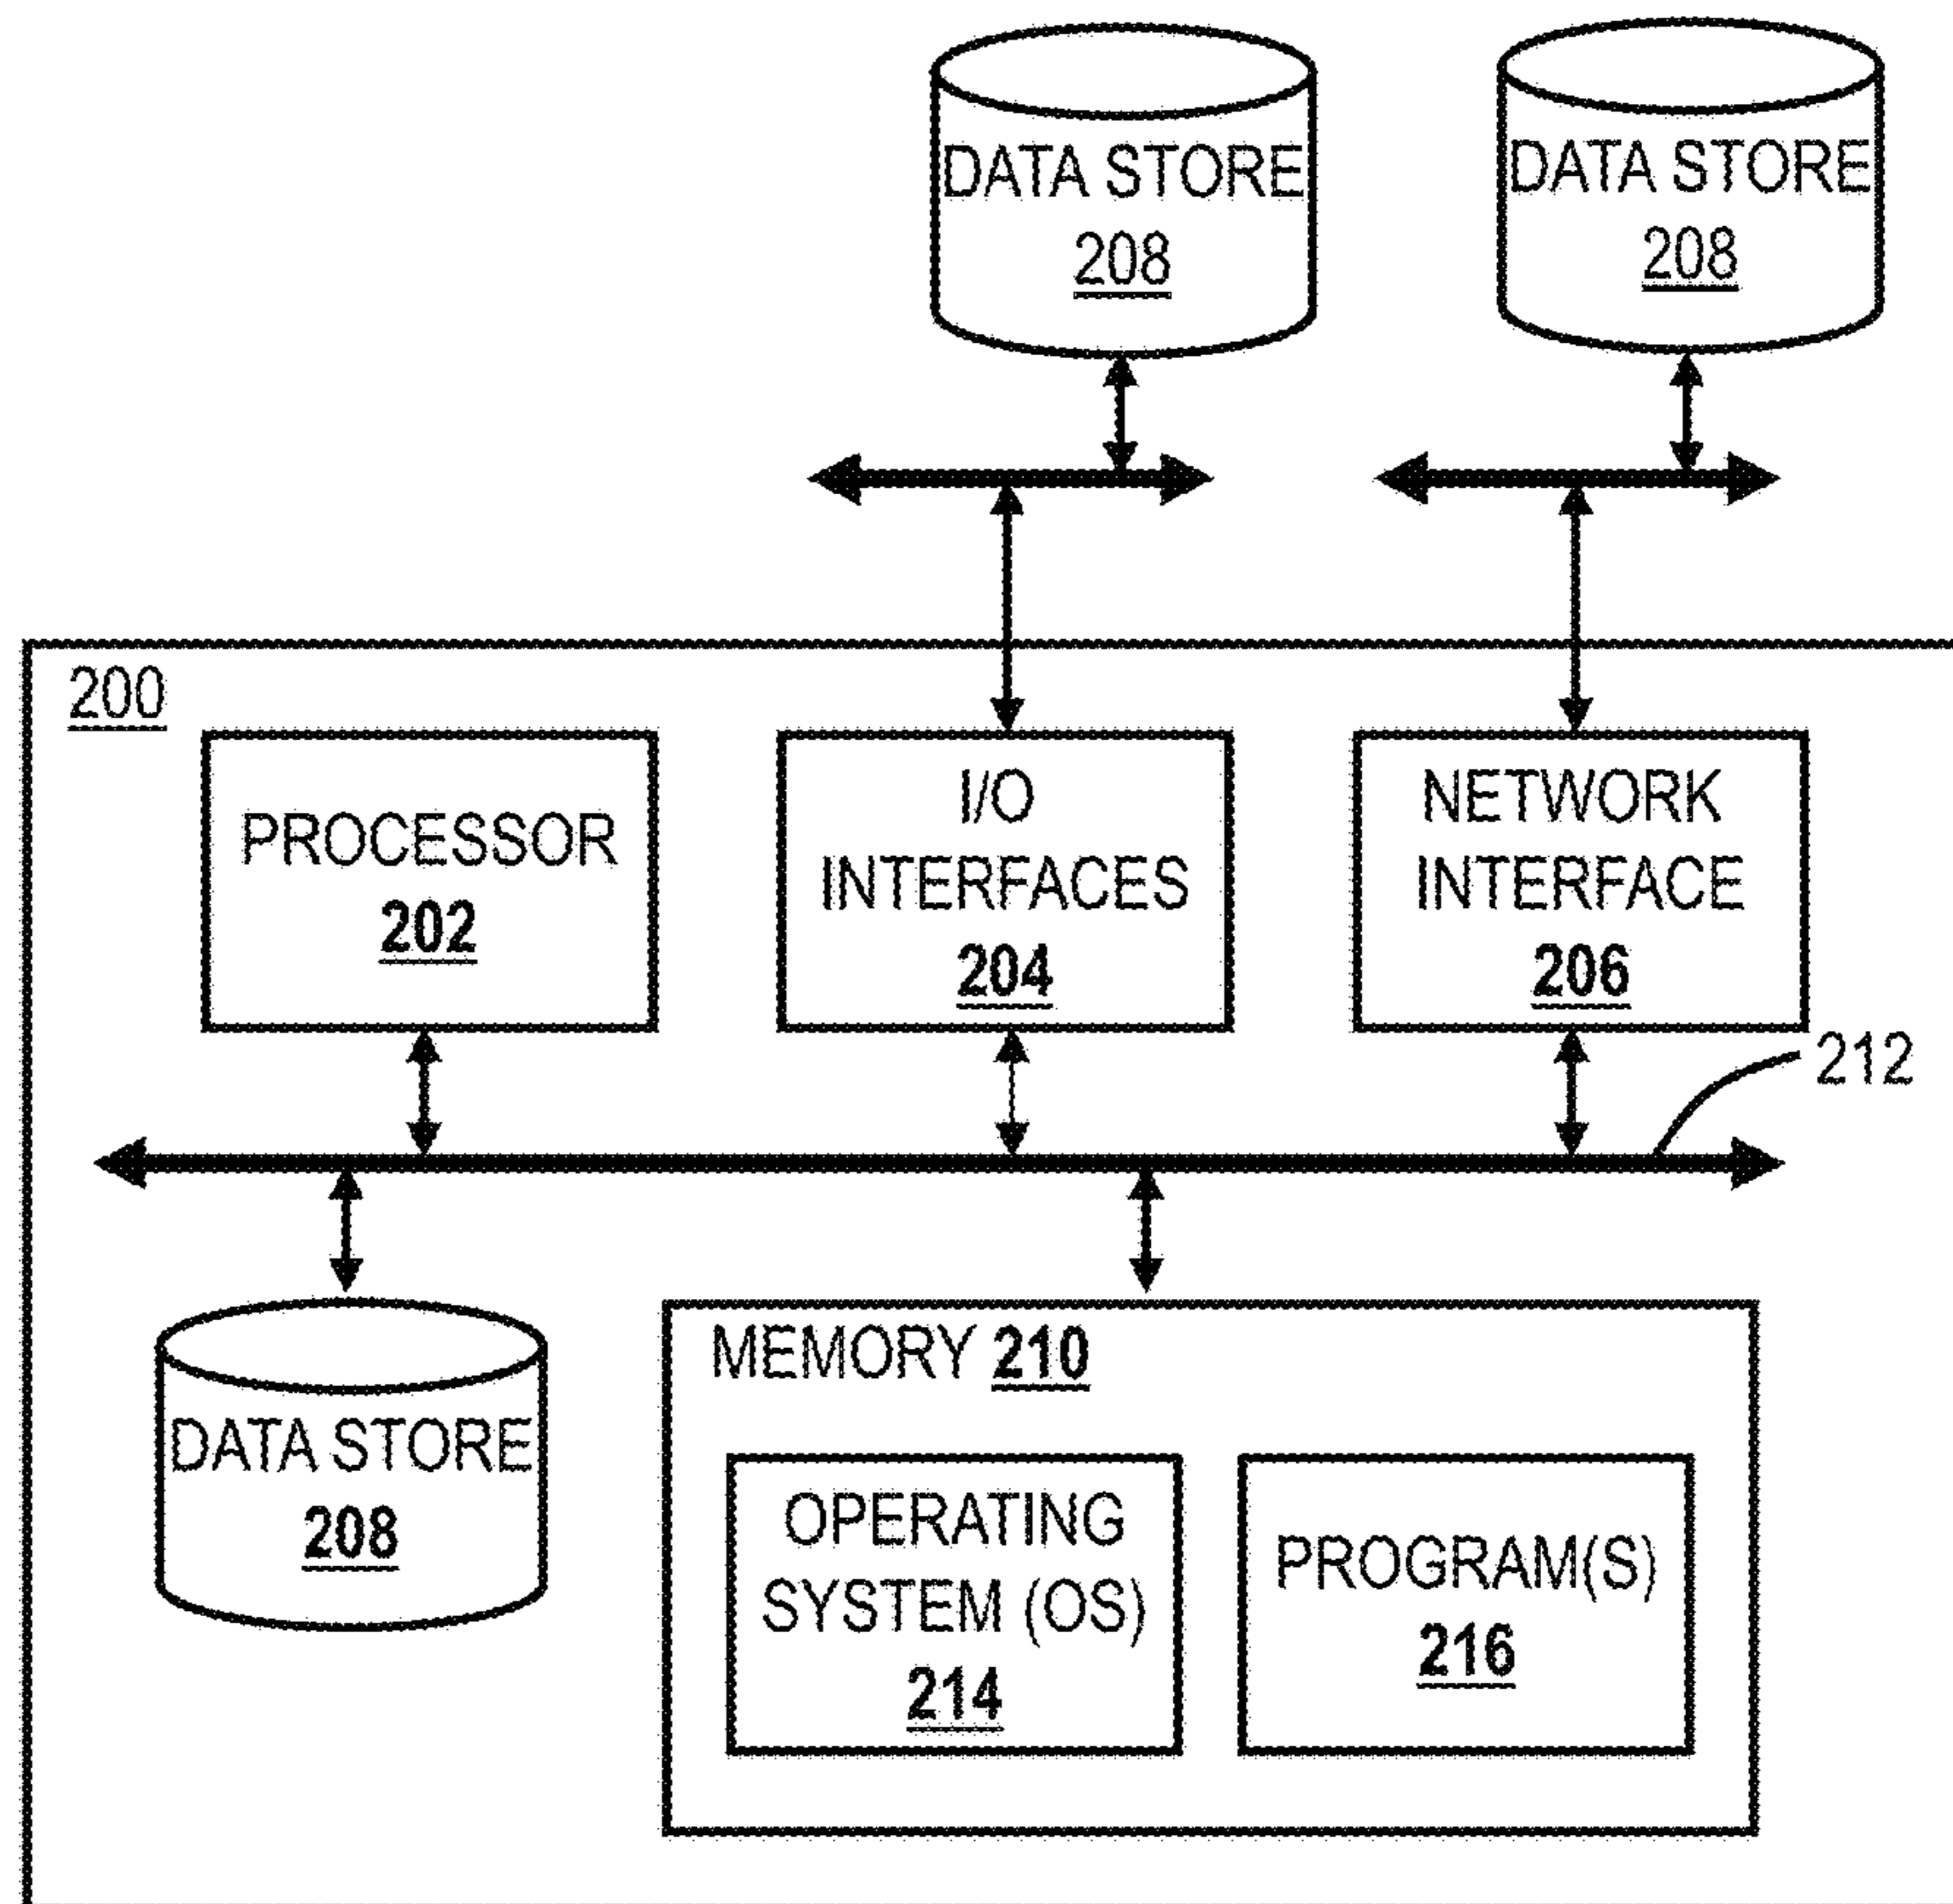 DATA STORE
208
DATA STORE
208
200
PROCESSOR
202
I/O
INTERFACES
204
NETWORK
INTERFACE
206
212
DATA STORE
208
MEMORY 210
OPERATING
SYSTEM (OS)
214
PROGRAM(S)
216